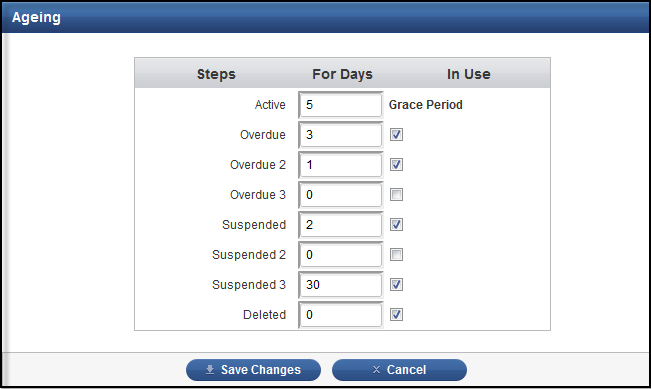 Ageing
Steps For Days In Use
Active 5 Grace Period
Overdue 3
Overdue 2 1
Overdue 3 0
Suspended 2
Suspended 2 0
Suspended 3 30
Deleted 0
Save Changes Cancel